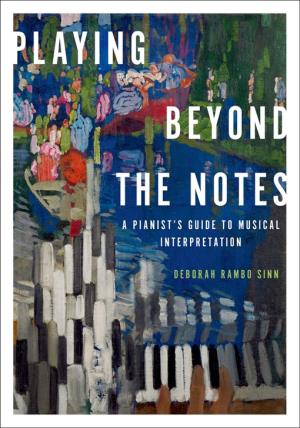 PLAYING
BEYOND
THE NOTES
A PIANIST'S GUIDE TO MUSICAL
INTERPRETATION
DEBORAH RAMBO SINN